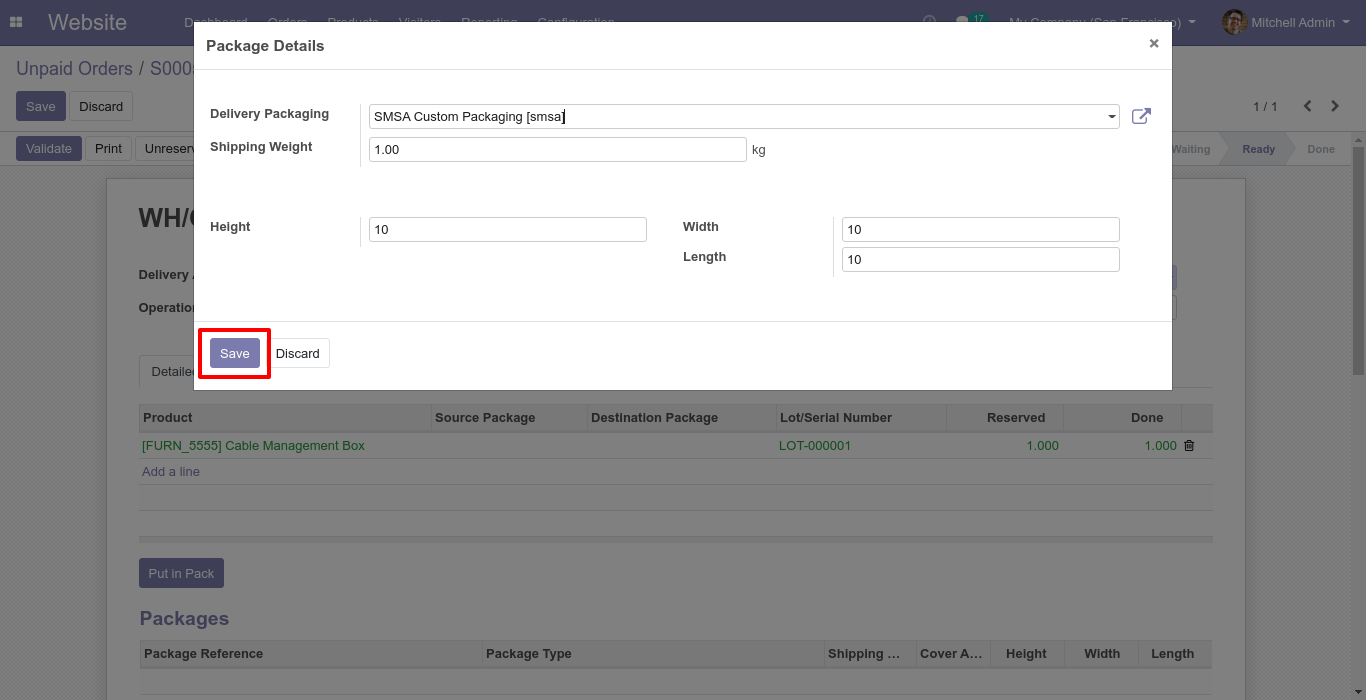 Website
Dashboard Orders Products Visitors Reporting Configuration
17
My Company (San Francisco)
Mitchell Admin
Unpaid Orders / S000
Save
Discard
1 / 1
Validate
Print
Unreserv
Waiting
Ready
Done
Package Details
×
Delivery Packaging
SMSA Custom Packaging [smsa]
Shipping Weight
1.00
kg
Height
10
Width
10
Length
10
Save
Discard
WH/
Delivery
Operation
Detailed
Product Source Package Destination Package Lot/Serial Number Reserved Done
[FURN_5555] Cable Management Box LOT-000001 1.000 1.000
Add a line
Put in Pack
Packages
Package Reference Package Type Shipping ... Cover A... Height Width Length